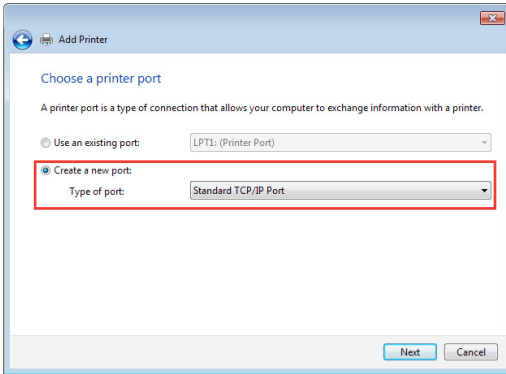 Add Printer
Choose a printer port
A printer port is a type of connection that allows your computer to exchange information with a printer.
Use an existing port: LPT1: (Printer Port)
Create a new port:
Type of port: Standard TCP/IP Port
Next Cancel